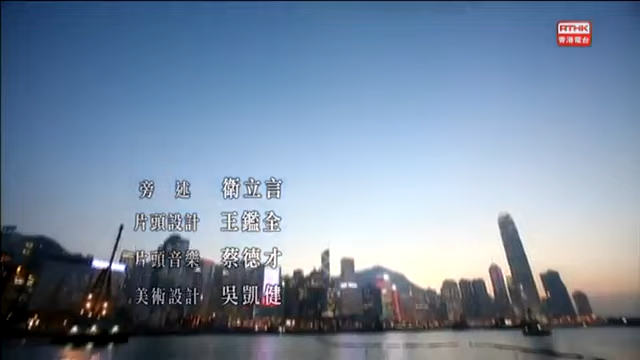 RTHK
香港電台
旁 述 衛立言
片頭設計 王鑑全
片頭音樂 蔡德才
美術設計 吳凱健